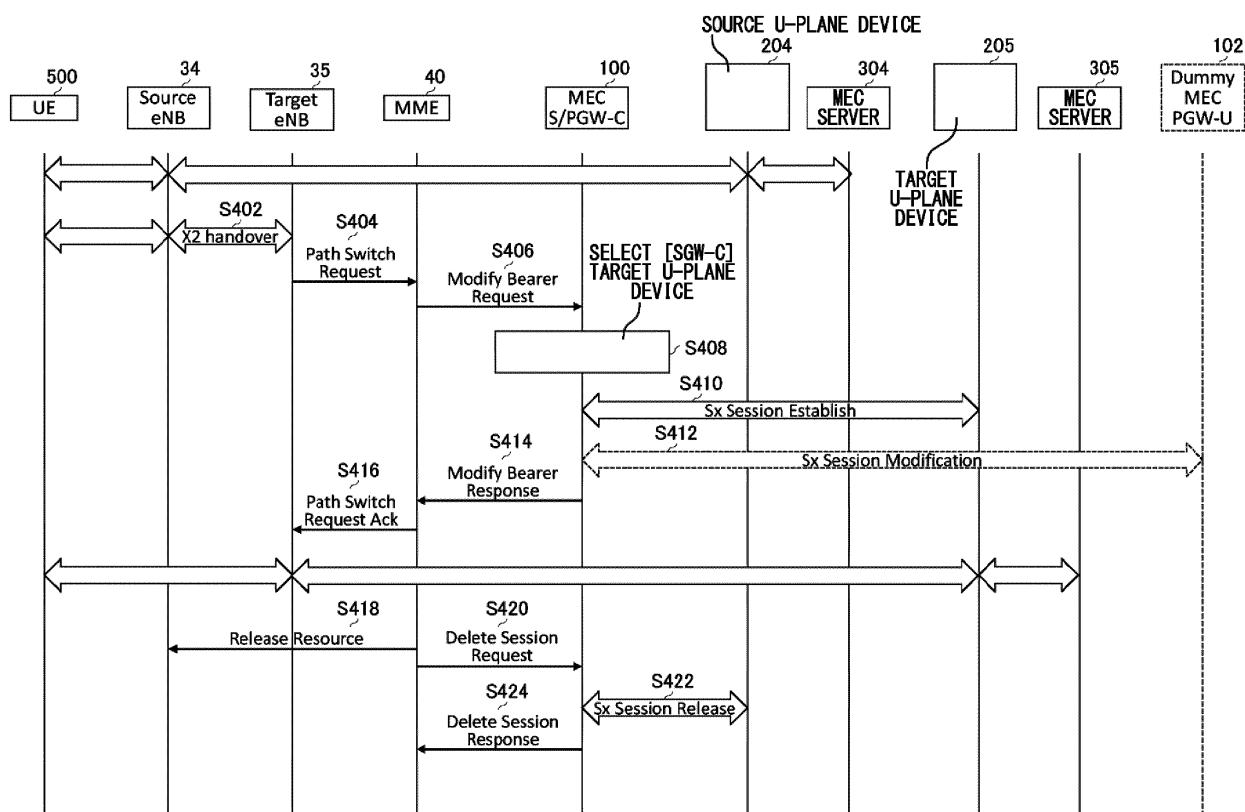 SOURCE U-PLANE DEVICE
500
34
35
40
100
204
304
205
305
102
UE
Source
eNB
Target
eNB
MME
MEC
S/PGW-C
MEC
SERVER
MEC
SERVER
Dummy
MEC
PGW-U
TARGET
U-PLANE
DEVICE
S402
X2 handover
S404
Path Switch
Request
S406
Modify Bearer
Request
SELECT [SGW-C]
TARGET U-PLANE
DEVICE
S408
S410
Sx Session Establish
S412
Sx Session Modification
S414
Modify Bearer
Response
S416
Path Switch
Request Ack
S418
Release Resource
S420
Delete Session
Request
S422
Sx Session Release
S424
Delete Session
Response